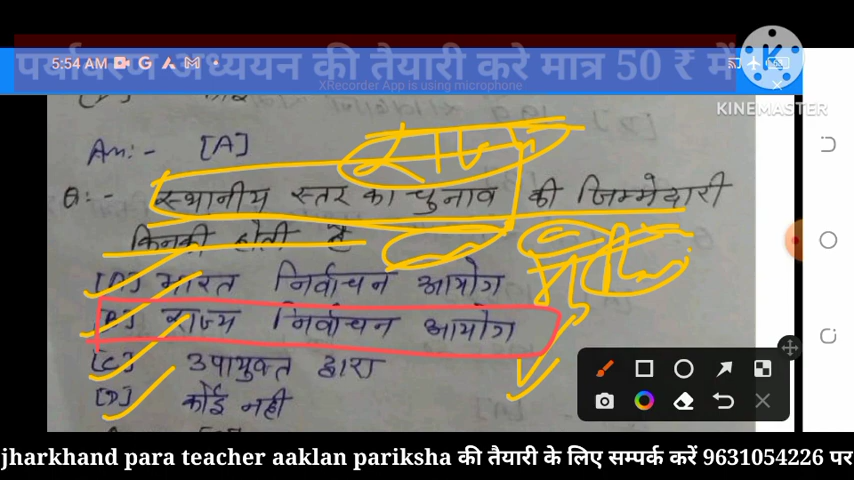 पर्यावरण अध्ययन की तैयारी करे मात्र 50 ₹ में
5:54 AM
XRecorder App is using microphone
KINEMASTER
Ans:- [A]
Q:- स्थानीय स्तर का चुनाव की जिम्मेदारी
किनकी होती है
[A] भारत निर्वाचन आयोग
[B] राज्य निर्वाचन आयोग
[C] उपायुक्त द्वारा
[D] कोई नही
jharkhand para teacher aaklan pariksha की तैयारी के लिए सम्पर्क करें 9631054226 पर